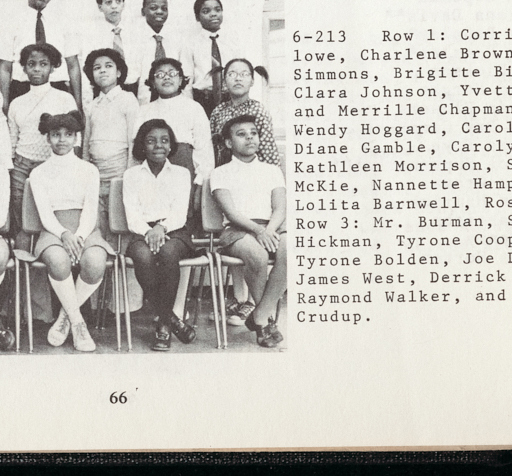 6-213 Row 1: Corri
lowe, Charlene Brown
Simmons, Brigitte Bi
Clara Johnson, Yvett
and Merrille Chapman
Wendy Hoggard, Carol
Diane Gamble, Caroly
Kathleen Morrison, S
McKie, Nannette Hamp
Lolita Barnwell, Ros
Row 3: Mr. Burman, S
Hickman, Tyrone Coop
Tyrone Bolden, Joe D
James West, Derrick
Raymond Walker, and
Crudup.
66